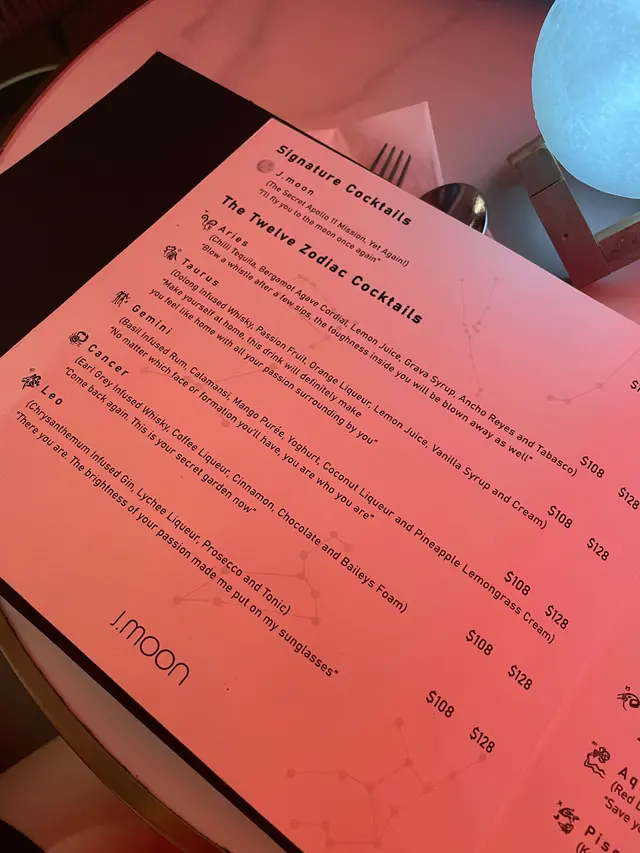 Signature Cocktails
J.moon
(The Secret Apollo 11 Mission, Yet Again!)
"I'll fly you to the moon once again"
The Twelve Zodiac Cocktails
Aries
(Chilli Tequila, Bergamot Agave Cordial, Lemon Juice, Grava Syrup, Ancho Reyes and Tabasco) $108 $128
"Blow a whistle after a few sips, the toughness inside you will be blown away as well"
Taurus
(Oolong Infused Whisky, Passion Fruit, Orange Liqueur, Lemon Juice, Vanilla Syrup and Cream) $108 $128
"Make yourself at home, this drink will definitely make
you feel like home with all your passion surrounding by you"
Gemini
(Basil Infused Rum, Calamansi, Mango Purée, Yoghurt, Coconut Liqueur and Pineapple Lemongrass Cream) $108 $128
"No matter which face or formation you'll have, you are who you are"
Cancer
(Earl Grey Infused Whisky, Coffee Liqueur, Cinnamon, Chocolate and Baileys Foam) $108 $128
"Come back again. This is your secret garden now"
Leo
(Chrysanthemum Infused Gin, Lychee Liqueur, Prosecco and Tonic) $108 $128
"There you are. The brightness of your passion made me put on my sunglasses"
J.MOON
(Red
"Save y